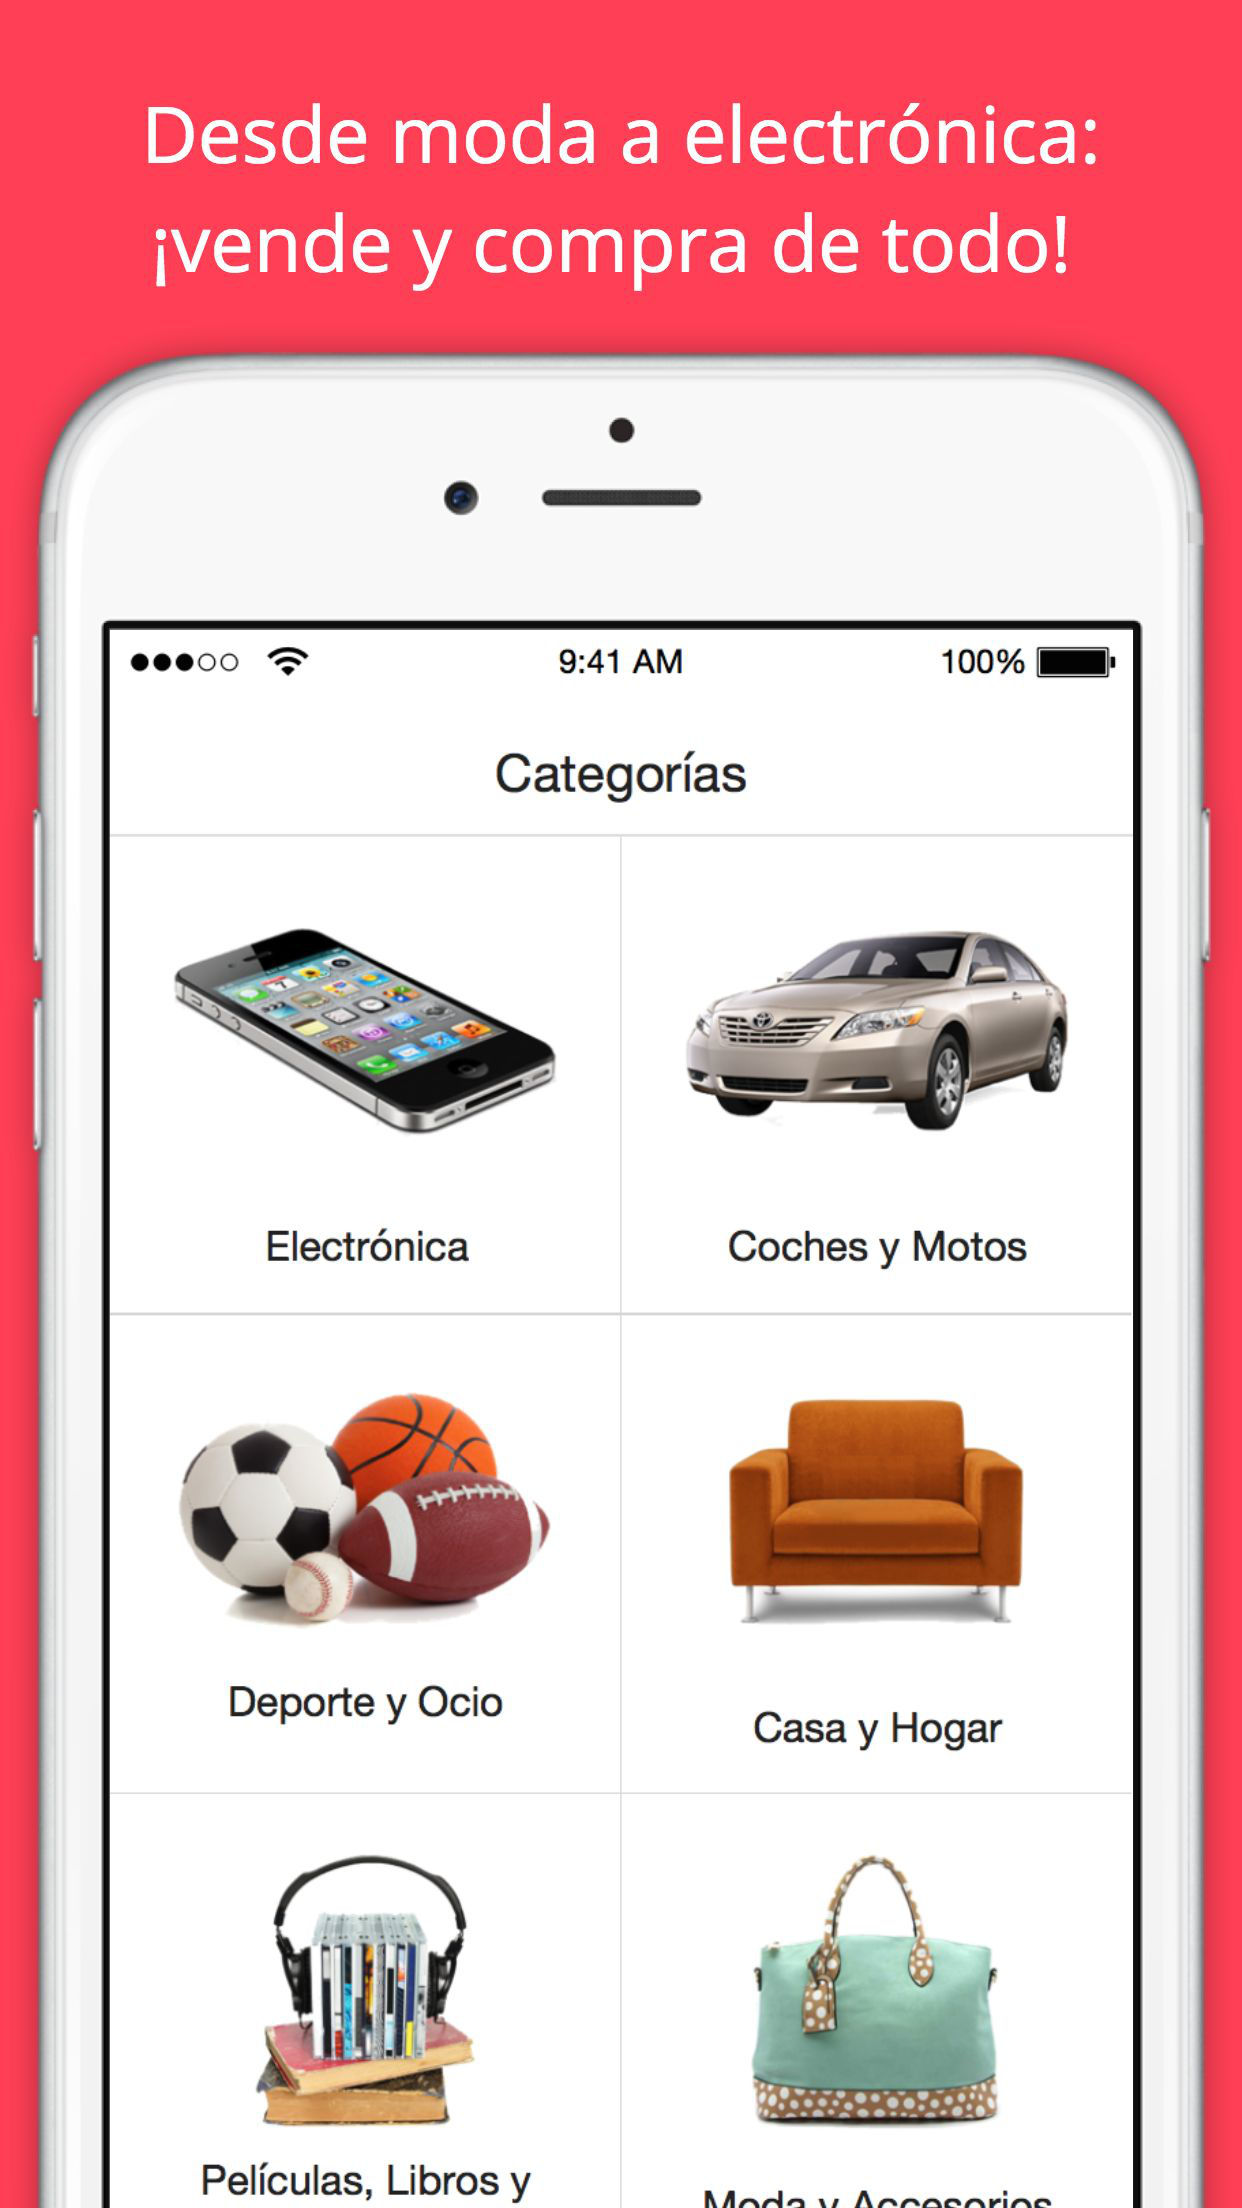 Desde moda a electrónica:
¡vende y compra de todo!
9:41 AM
100%
Categorías
Electrónica
Coches y Motos
Deporte y Ocio
Casa y Hogar
Películas, Libros y
Moda y Accesorios